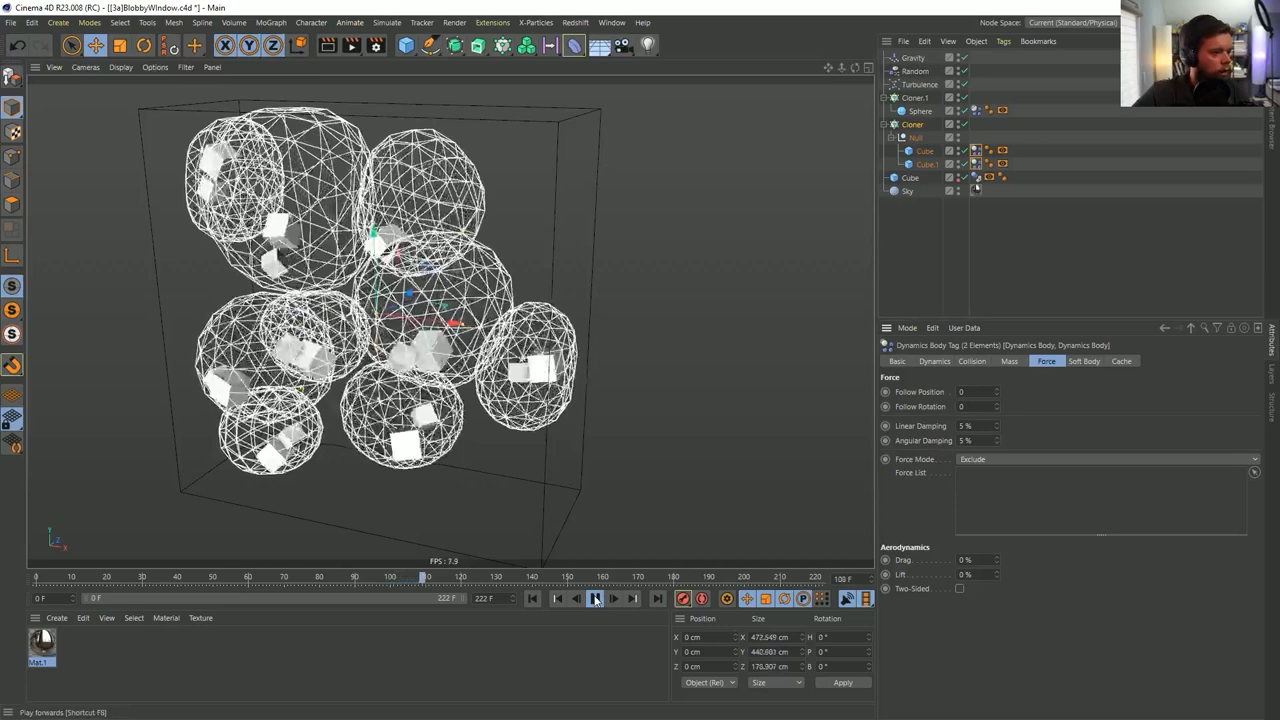 Cinema 4D R23.008 (RC) - [[3a]BlobbyWIndow.c4d *] - Main
File Edit Create Modes Select Tools Mesh Spline Volume MoGraph Character Animate Simulate Tracker Render Extensions X-Particles Redshift Window Help
Node Space: Current (Standard/Physical)
View Cameras Display Options Filter Panel
File Edit View Object Tags Bookmarks
Gravity
Random
Turbulence
Cloner.1
Sphere
Cloner
Null
Cube
Cube.1
Cube
Sky
Mode Edit User Data
Dynamics Body Tag (2 Elements) [Dynamics Body, Dynamics Body]
Basic Dynamics Collision Mass Force Soft Body Cache
Force
Follow Position 0
Follow Rotation 0
Linear Damping 5 %
Angular Damping 5 %
Force Mode Exclude
Force List
Aerodynamics
Drag 0 %
Lift 0 %
Two-Sided
Attributes
Layers
Structure
Y Z X
FPS : 7.9
0 10 20 30 40 50 60 70 80 90 120 130 140 150 160 170 180 190 200 210 220
108 F
0 F 0 F 222 F 222 F
Create Edit View Select Material Texture
Mat.1
Position Size Rotation
X 0 cm X 472.549 cm H 0 °
Y 0 cm P 0 °
Z 0 cm B 0 °
Object (Rel) Size Apply
Play forwards [Shortcut F8]